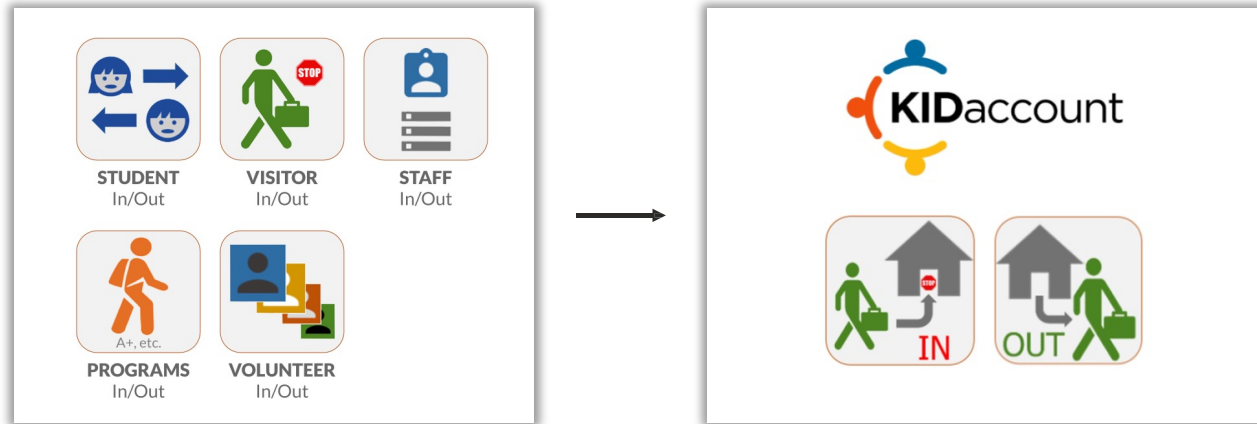 STOP
STUDENT
In/Out
VISITOR
In/Out
STAFF
In/Out
A+, etc.
PROGRAMS
In/Out
VOLUNTEER
In/Out
KIDaccount
STOP
IN
OUT